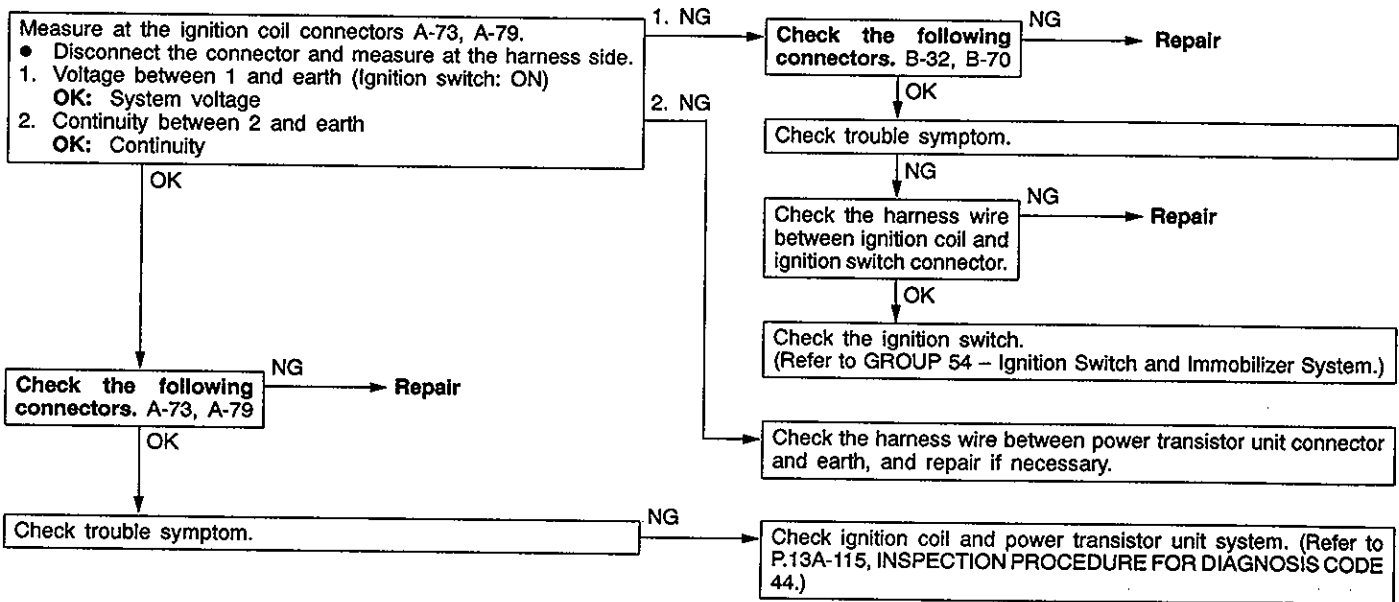 Measure at the ignition coil connectors A-73, A-79.
● Disconnect the connector and measure at the harness side.
1. Voltage between 1 and earth (Ignition switch: ON)
OK: System voltage
2. Continuity between 2 and earth
OK: Continuity
1. NG
Check the following
connectors. B-32, B-70
NG
Repair
OK
Check trouble symptom.
NG
Check the harness wire
between ignition coil and
ignition switch connector.
NG
Repair
OK
Check the ignition switch.
(Refer to GROUP 54 – Ignition Switch and Immobilizer System.)
2. NG
Check the harness wire between power transistor unit connector
and earth, and repair if necessary.
OK
Check the following
connectors. A-73, A-79
NG
Repair
OK
Check trouble symptom.
NG
Check ignition coil and power transistor unit system. (Refer to
P.13A-115, INSPECTION PROCEDURE FOR DIAGNOSIS CODE
44.)